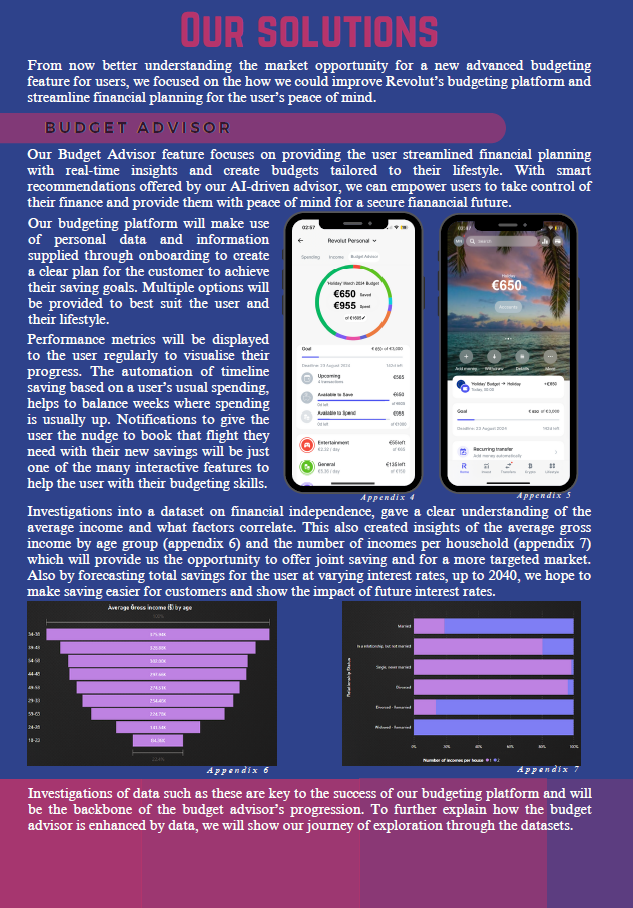 OUR SOLUTIONS
From now better understanding the market opportunity for a new advanced budgeting
feature for users, we focused on the how we could improve Revolut's budgeting platform and
streamline financial planning for the user's peace of mind.
BUDGET ADVISOR
Our Budget Advisor feature focuses on providing the user streamlined financial planning
with real-time insights and create budgets tailored to their lifestyle. With smart
recommendations offered by our AI-driven advisor, we can empower users to take control of
their finance and provide them with peace of mind for a secure fianancial future.
Our budgeting platform will make use
of personal data and information
supplied through onboarding to create
a clear plan for the customer to achieve
their saving goals. Multiple options will
be provided to best suit the user and
their lifestyle.
Performance metrics will be displayed
to the user regularly to visualise their
progress. The automation of timeline
saving based on a user's usual spending,
helps to balance weeks where spending
is usually up. Notifications to give the
user the nudge to book that flight they
need with their new savings will be just
one of the many interactive features to
help the user with their budgeting skills.
02:57
Revolut Personal
Spending Income Budget Advisor
'Holiday' March 2024 Budget
€650 Saved
€955 Spent
Goal
Deadline: 23 August 2024
Upcoming €565
4 transactions
Available to Save €650
Available to Spend €955
Entertainment
General
Appendix 4
02:47
Search
€650
Add money Withdraw Details More
'Holiday' Budget → Holiday +€650
Today, 02:00
Goal
Deadline: 23 August 2024
Recurring transfer
Add money automatically
Home Invest Transfers Crypto Lifestyle
Appendix 5
Investigations into a dataset on financial independence, gave a clear understanding of the
average income and what factors correlate. This also created insights of the average gross
income by age group (appendix 6) and the number of incomes per household (appendix 7)
which will provide us the opportunity to offer joint saving and for a more targeted market.
Also by forecasting total savings for the user at varying interest rates, up to 2040, we hope to
make saving easier for customers and show the impact of future interest rates.
Average Gross income ($) by age
34-38
39-43
54-58
44-48
49-53
29-33
59-63
24-28
18-23
Appendix 6
Relationship Status
Married
In a relationship, but not married
Single, never married
Divorced
Divorced - Remarried
Widowed - Remarried
0% 20% 40% 60% 80% 100%
Number of incomes per house 1 2
Appendix 7
Investigations of data such as these are key to the success of our budgeting platform and will
be the backbone of the budget advisor's progression. To further explain how the budget
advisor is enhanced by data, we will show our journey of exploration through the datasets.